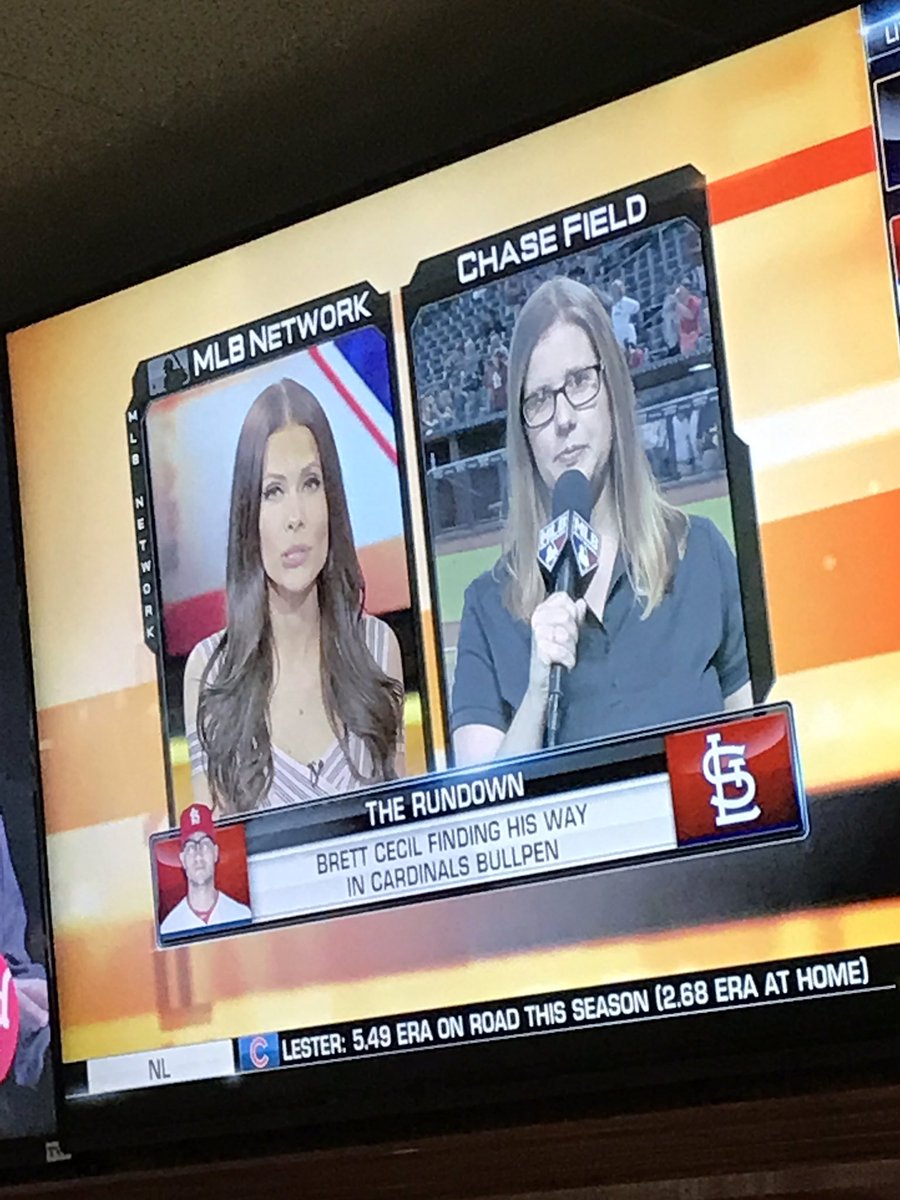 CHASE FIELD
MLB NETWORK
MLB NETWORK
MLB MLB
THE RUNDOWN
BRETT CECIL FINDING HIS WAY
IN CARDINALS BULLPEN
STL
NL
C LESTER: 5.49 ERA ON ROAD THIS SEASON (2.68 ERA AT HOME)